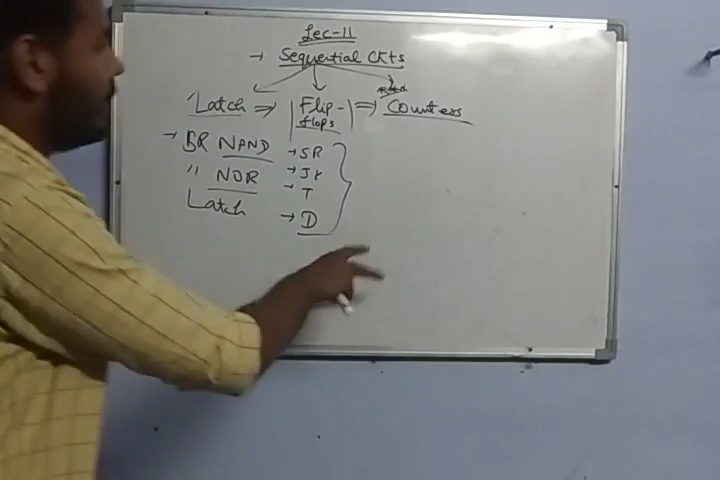 Lec-11
→ Sequential CKTs
Latch ⇒ | Flip-flops | ⇒ Counters
→ SR NAND
" NOR
Latch
→ SR
→ JK
→ T
→ D